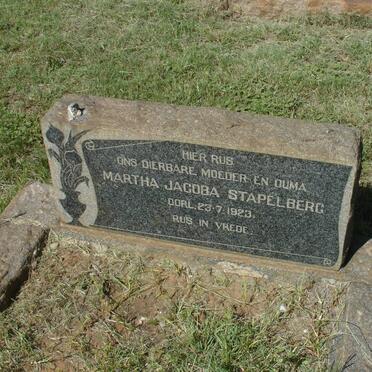 HIER RUS
ONS DIERBARE MOEDER EN OUMA
MARTHA JACOBA STAPELBERG
OORL. 23-7-1923.
RUS IN VREDE